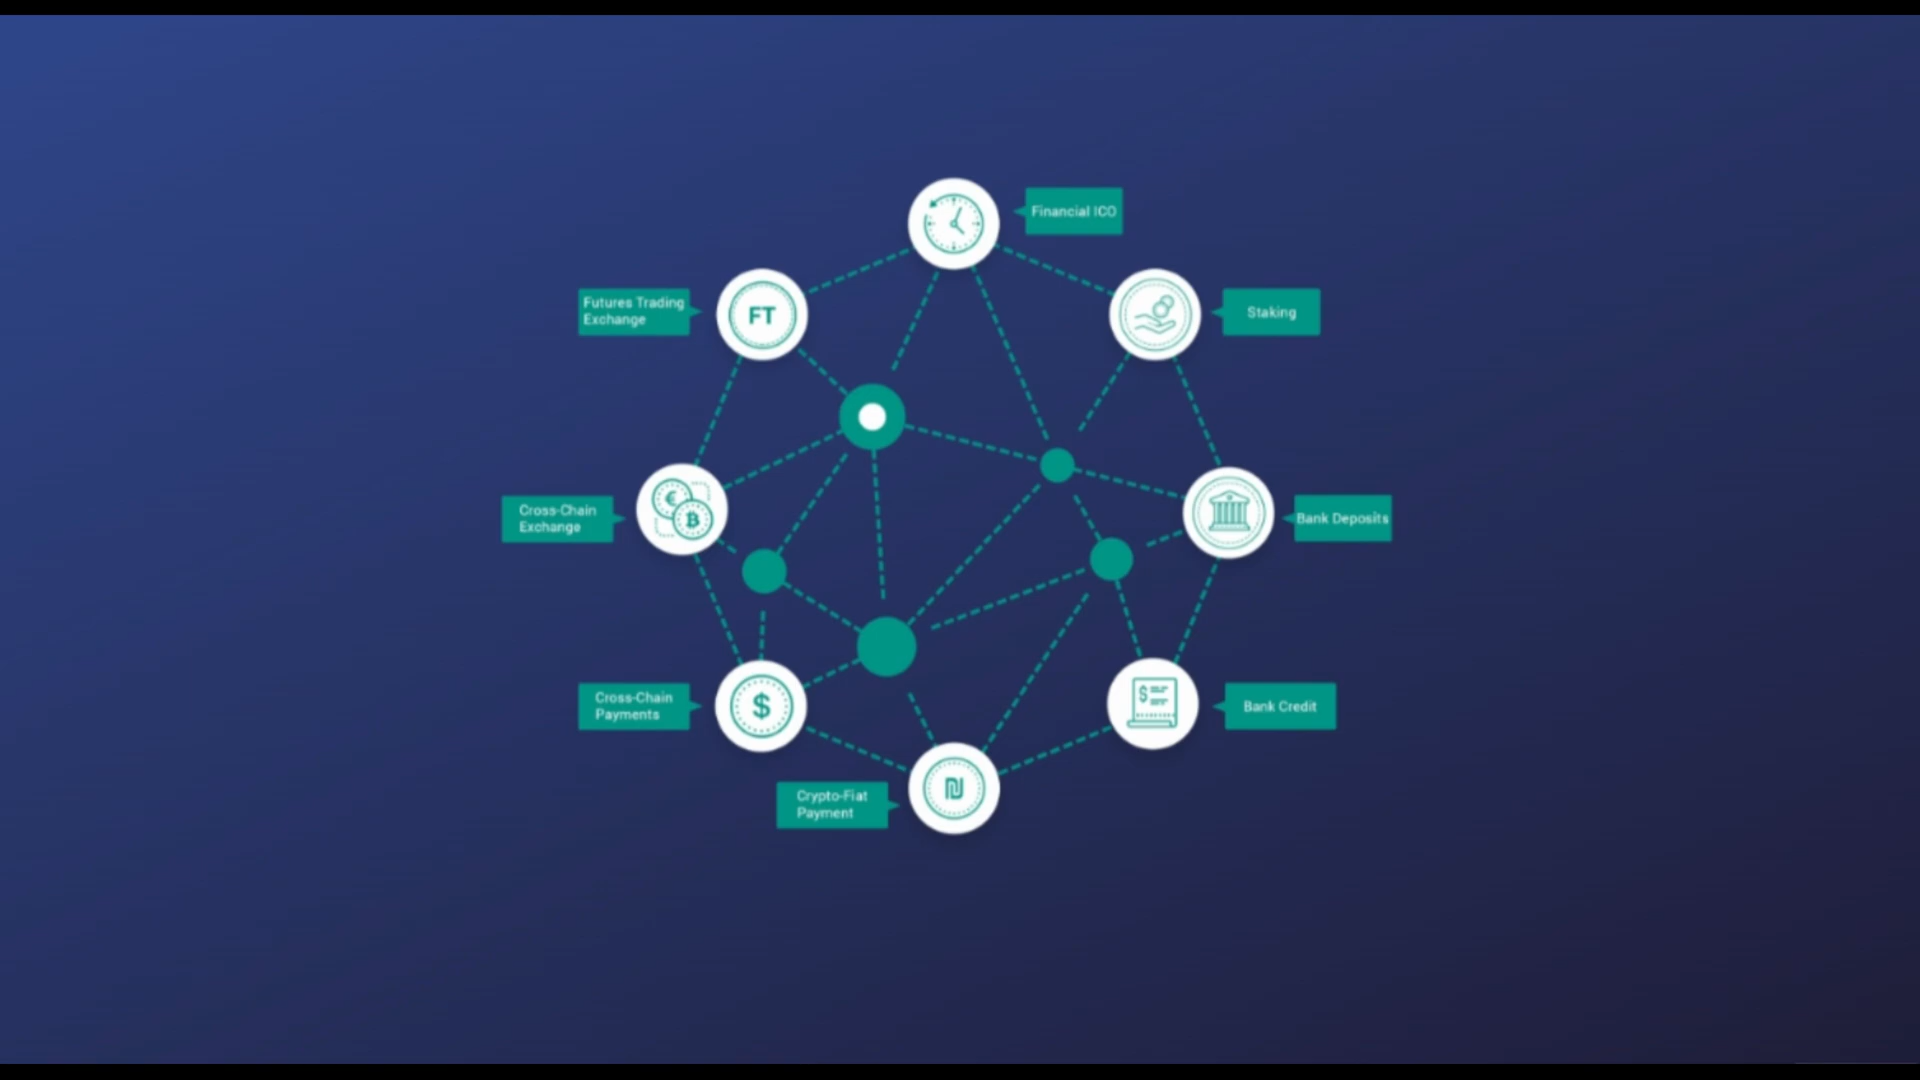 Financial ICO
Futures Trading
Exchange
FT
Staking
Cross-Chain
Exchange
€
B
Bank Deposits
Cross-Chain
Payments
$
$
Bank Credit
Crypto-Fiat
Payment
₪